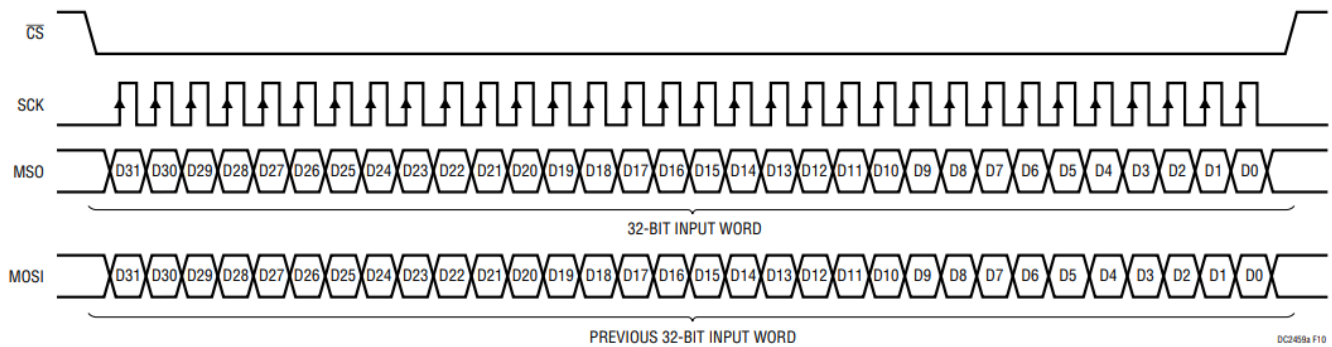 CS
SCK
MSO D31 D30 D29 D28 D27 D26 D25 D24 D23 D22 D21 D20 D19 D18 D17 D16 D15 D14 D13 D12 D11 D10 D9 D8 D7 D6 D5 D4 D3 D2 D1 D0
32-BIT INPUT WORD
MOSI D31 D30 D29 D28 D27 D26 D25 D24 D23 D22 D21 D20 D19 D18 D17 D16 D15 D14 D13 D12 D11 D10 D9 D8 D7 D6 D5 D4 D3 D2 D1 D0
PREVIOUS 32-BIT INPUT WORD
DC2459a F10